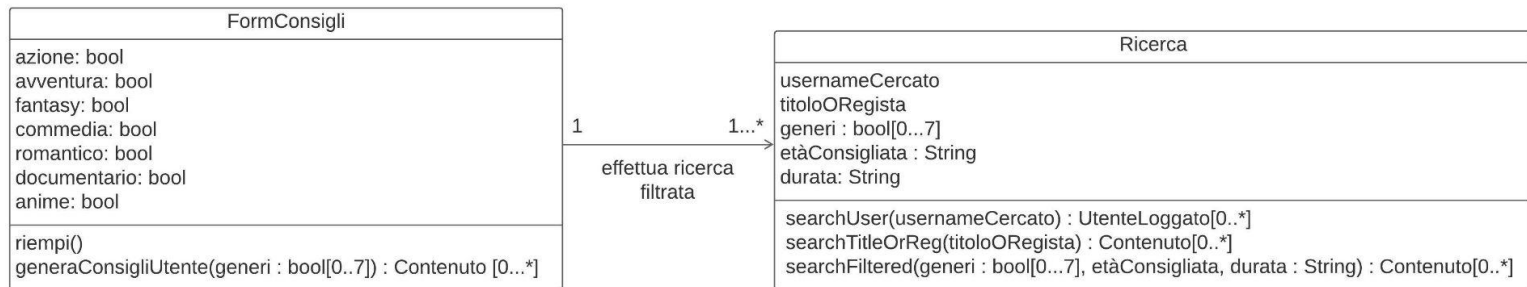 FormConsigli
azione: bool
avventura: bool
fantasy: bool
commedia: bool
romantico: bool
documentario: bool
anime: bool
riempi()
generaConsigliUtente(generi : bool[0..7]) : Contenuto [0...*]
1
1...*
effettua ricerca
filtrata
Ricerca
usernameCercato
titoloORegista
generi : bool[0...7]
etàConsigliata : String
durata: String
searchUser(usernameCercato) : UtenteLoggato[0..*]
searchTitleOrReg(titoloORegista) : Contenuto[0..*]
searchFiltered(generi : bool[0...7], etàConsigliata, durata : String) : Contenuto[0..*]